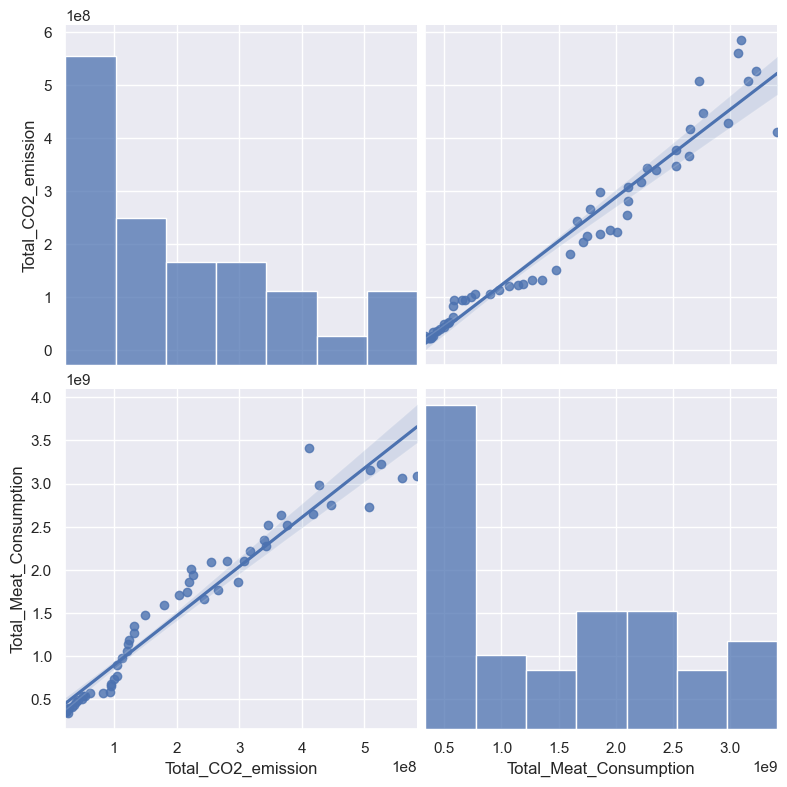 1e8
6
5
4
3
2
1
0
Total_CO2_emission
1e9
4.0
3.5
3.0
2.5
2.0
1.5
1.0
0.5
Total_Meat_Consumption
1 2 3 4 5
Total_CO2_emission 1e8
0.5 1.0 1.5 2.0 2.5 3.0
Total_Meat_Consumption 1e9